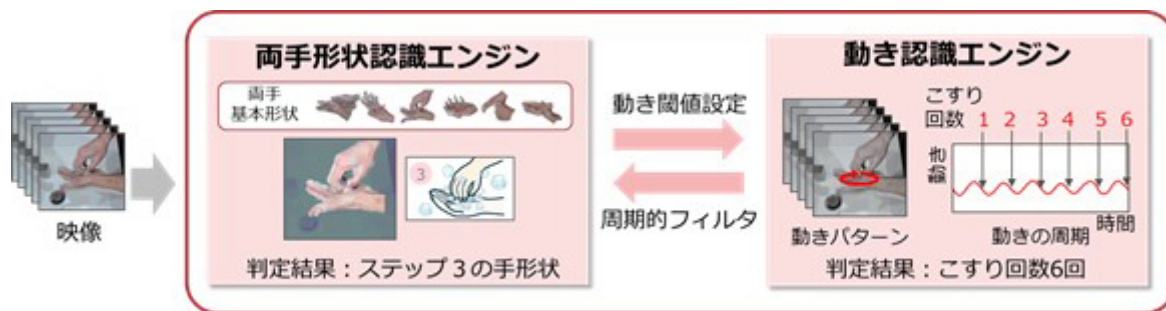 両手形状認識エンジン
両手
基本形状
3
判定結果：ステップ３の手形状
映像
動き閾値設定
周期的フィルタ
動き認識エンジン
こすり
回数 1 2 3 4 5 6
動き
時間
動きパターン
動きの周期
判定結果：こすり回数6回